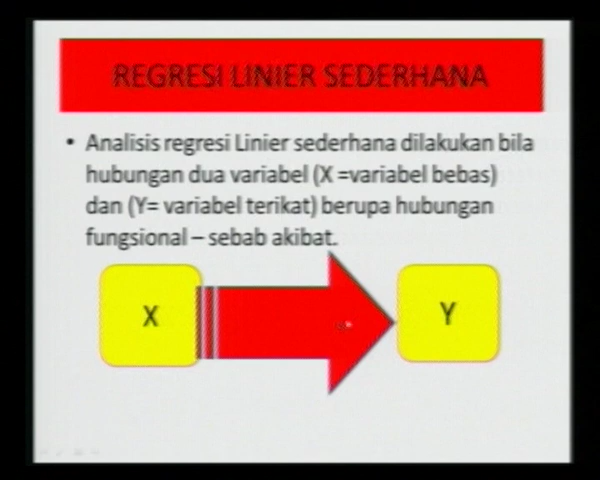 REGRESI LINIER SEDERHANA
• Analisis regresi Linier sederhana dilakukan bila
hubungan dua variabel (X =variabel bebas)
dan (Y= variabel terikat) berupa hubungan
fungsional – sebab akibat.
X
Y